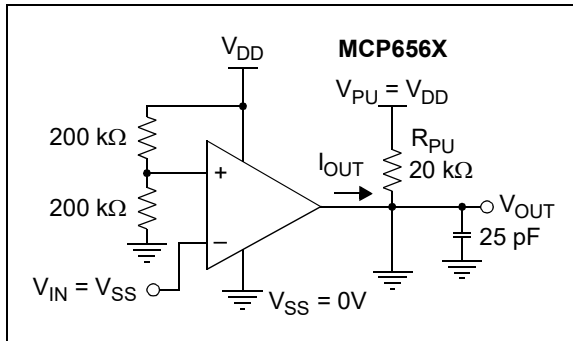 MCP656X
V_DD
V_PU = V_DD
200 kΩ
200 kΩ
+
−
I_OUT
R_PU
20 kΩ
V_OUT
25 pF
V_IN = V_SS
V_SS = 0V